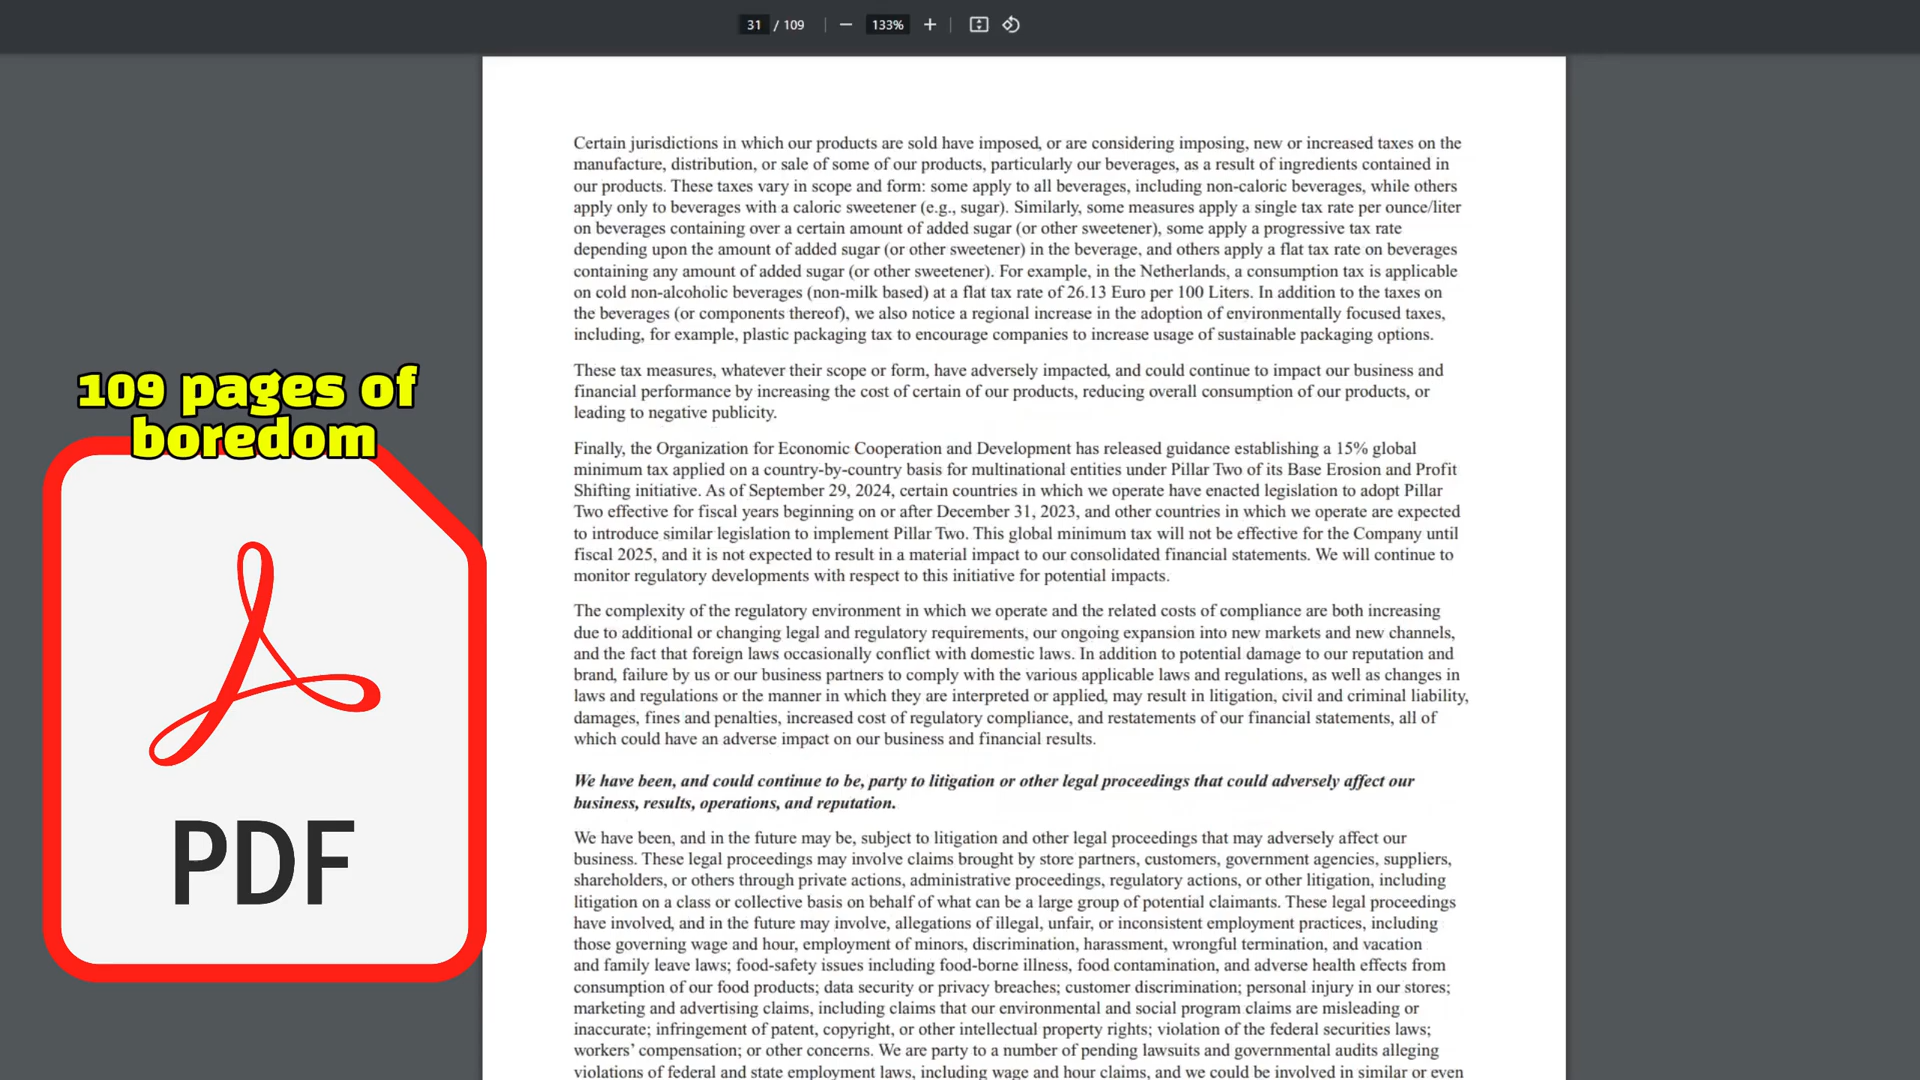 31 / 109 133%
109 pages of
boredom
PDF
Certain jurisdictions in which our products are sold have imposed, or are considering imposing, new or increased taxes on the
manufacture, distribution, or sale of some of our products, particularly our beverages, as a result of ingredients contained in
our products. These taxes vary in scope and form: some apply to all beverages, including non-caloric beverages, while others
apply only to beverages with a caloric sweetener (e.g., sugar). Similarly, some measures apply a single tax rate per ounce/liter
on beverages containing over a certain amount of added sugar (or other sweetener), some apply a progressive tax rate
depending upon the amount of added sugar (or other sweetener) in the beverage, and others apply a flat tax rate on beverages
containing any amount of added sugar (or other sweetener). For example, in the Netherlands, a consumption tax is applicable
on cold non-alcoholic beverages (non-milk based) at a flat tax rate of 26.13 Euro per 100 Liters. In addition to the taxes on
the beverages (or components thereof), we also notice a regional increase in the adoption of environmentally focused taxes,
including, for example, plastic packaging tax to encourage companies to increase usage of sustainable packaging options.
These tax measures, whatever their scope or form, have adversely impacted, and could continue to impact our business and
financial performance by increasing the cost of certain of our products, reducing overall consumption of our products, or
leading to negative publicity.
Finally, the Organization for Economic Cooperation and Development has released guidance establishing a 15% global
minimum tax applied on a country-by-country basis for multinational entities under Pillar Two of its Base Erosion and Profit
Shifting initiative. As of September 29, 2024, certain countries in which we operate have enacted legislation to adopt Pillar
Two effective for fiscal years beginning on or after December 31, 2023, and other countries in which we operate are expected
to introduce similar legislation to implement Pillar Two. This global minimum tax will not be effective for the Company until
fiscal 2025, and it is not expected to result in a material impact to our consolidated financial statements. We will continue to
monitor regulatory developments with respect to this initiative for potential impacts.
The complexity of the regulatory environment in which we operate and the related costs of compliance are both increasing
due to additional or changing legal and regulatory requirements, our ongoing expansion into new markets and new channels,
and the fact that foreign laws occasionally conflict with domestic laws. In addition to potential damage to our reputation and
brand, failure by us or our business partners to comply with the various applicable laws and regulations, as well as changes in
laws and regulations or the manner in which they are interpreted or applied, may result in litigation, civil and criminal liability,
damages, fines and penalties, increased cost of regulatory compliance, and restatements of our financial statements, all of
which could have an adverse impact on our business and financial results.
We have been, and could continue to be, party to litigation or other legal proceedings that could adversely affect our
business, results, operations, and reputation.
We have been, and in the future may be, subject to litigation and other legal proceedings that may adversely affect our
business. These legal proceedings may involve claims brought by store partners, customers, government agencies, suppliers,
shareholders, or others through private actions, administrative proceedings, regulatory actions, or other litigation, including
litigation on a class or collective basis on behalf of what can be a large group of potential claimants. These legal proceedings
have involved, and in the future may involve, allegations of illegal, unfair, or inconsistent employment practices, including
those governing wage and hour, employment of minors, discrimination, harassment, wrongful termination, and vacation
and family leave laws; food-safety issues including food-borne illness, food contamination, and adverse health effects from
consumption of our food products; data security or privacy breaches; customer discrimination; personal injury in our stores;
marketing and advertising claims, including claims that our environmental and social program claims are misleading or
inaccurate; infringement of patent, copyright, or other intellectual property rights; violation of the federal securities laws;
workers’ compensation; or other concerns. We are party to a number of pending lawsuits and governmental audits alleging
violations of federal and state employment laws, including wage and hour claims, and we could be involved in similar or even